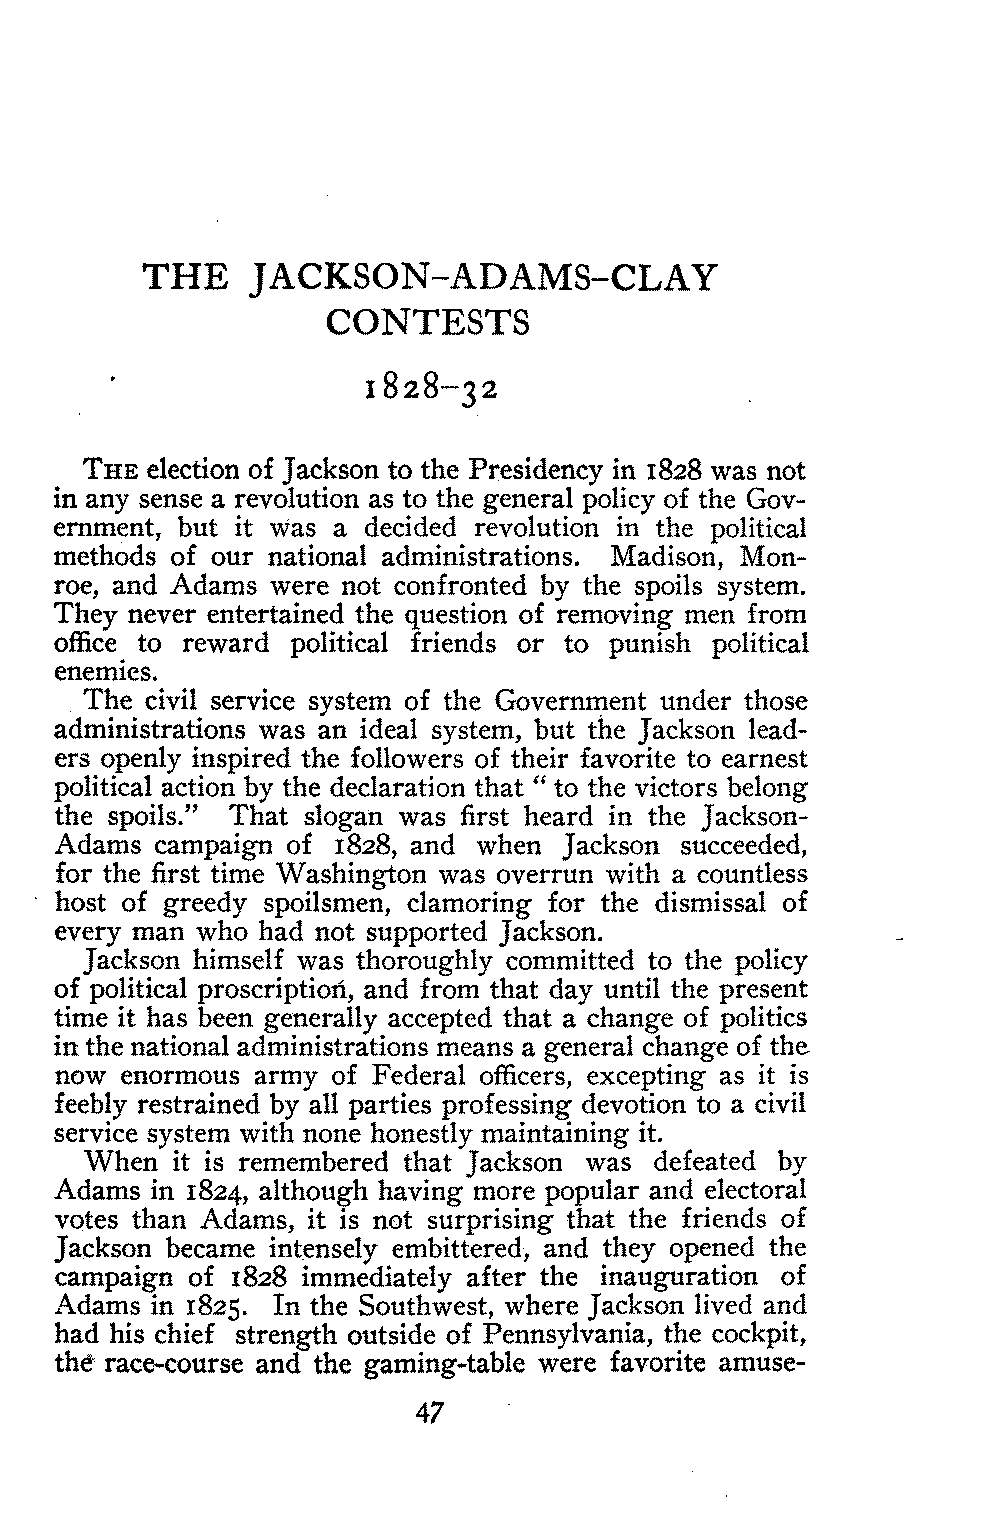 THE JACKSON–ADAMS–CLAY
CONTESTS
1828–32
THE election of Jackson to the Presidency in 1828 was not
in any sense a revolution as to the general policy of the Gov-
ernment, but it was a decided revolution in the political
methods of our national administrations. Madison, Mon-
roe, and Adams were not confronted by the spoils system.
They never entertained the question of removing men from
office to reward political friends or to punish political
enemies.
The civil service system of the Government under those
administrations was an ideal system, but the Jackson lead-
ers openly inspired the followers of their favorite to earnest
political action by the declaration that “ to the victors belong
the spoils.” That slogan was first heard in the Jackson-
Adams campaign of 1828, and when Jackson succeeded,
for the first time Washington was overrun with a countless
host of greedy spoilsmen, clamoring for the dismissal of
every man who had not supported Jackson.
Jackson himself was thoroughly committed to the policy
of political proscription, and from that day until the present
time it has been generally accepted that a change of politics
in the national administrations means a general change of the
now enormous army of Federal officers, excepting as it is
feebly restrained by all parties professing devotion to a civil
service system with none honestly maintaining it.
When it is remembered that Jackson was defeated by
Adams in 1824, although having more popular and electoral
votes than Adams, it is not surprising that the friends of
Jackson became intensely embittered, and they opened the
campaign of 1828 immediately after the inauguration of
Adams in 1825. In the Southwest, where Jackson lived and
had his chief strength outside of Pennsylvania, the cockpit,
the race-course and the gaming-table were favorite amuse-
47